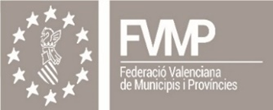 FVMP
Federació Valenciana
de Municipis i Províncies